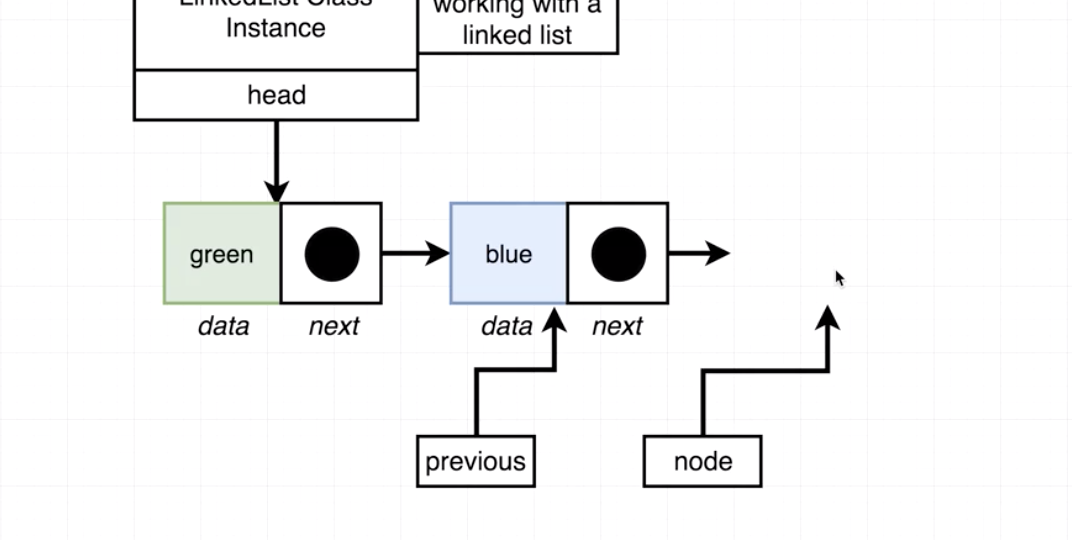 LinkedList Class
Instance
working with a
linked list
head
green
blue
data
next
data
next
previous
node